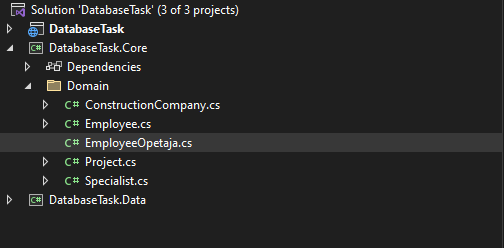 Solution 'DatabaseTask' (3 of 3 projects)
DatabaseTask
C# DatabaseTask.Core
Dependencies
Domain
C# ConstructionCompany.cs
C# Employee.cs
C# EmployeeOpetaja.cs
C# Project.cs
C# Specialist.cs
C# DatabaseTask.Data